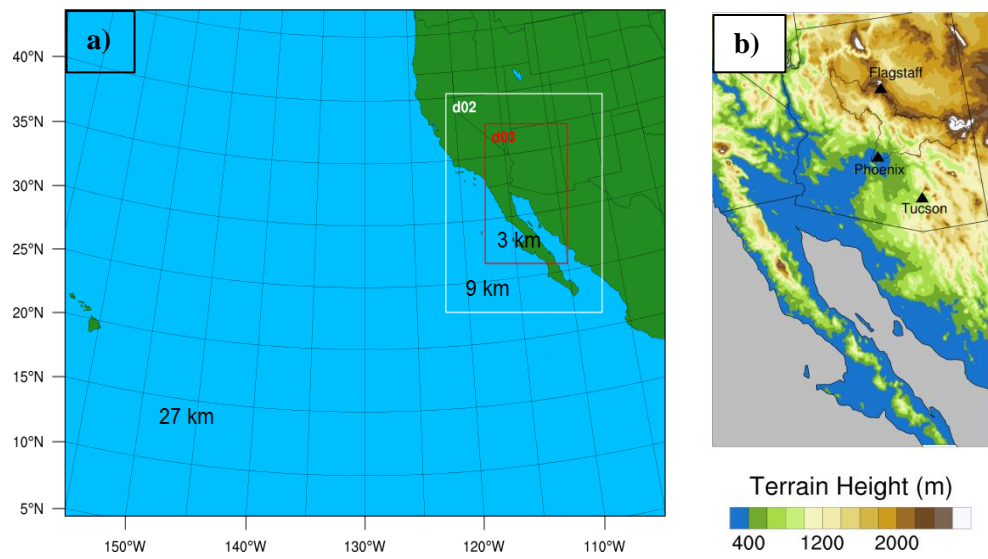 a)
40°N
35°N
30°N
25°N
20°N
15°N
10°N
5°N
150°W
140°W
130°W
120°W
110°W
d02
d03
3 km
9 km
27 km
b)
Flagstaff
Phoenix
Tucson
Terrain Height (m)
400 1200 2000